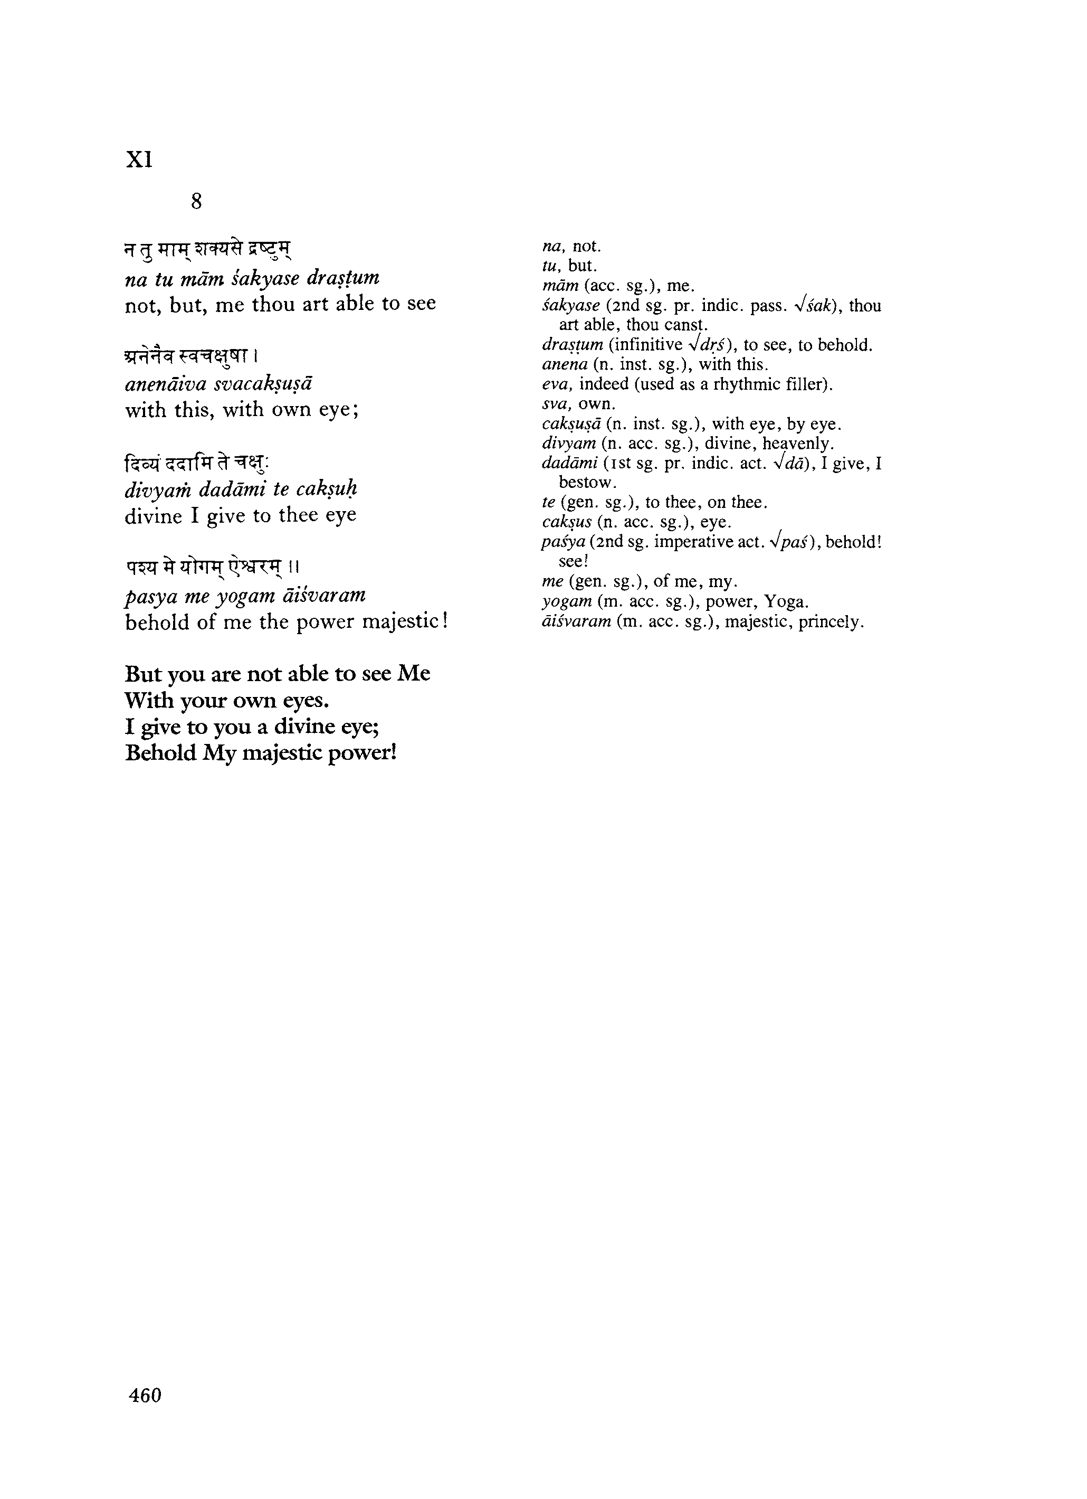 XI
8
न तु माम् शक्यसे द्रष्टुम्
na tu mām śakyase draṣṭum
not, but, me thou art able to see
अनेनैव स्वचक्षुषा ।
anenāiva svacakṣuṣā
with this, with own eye;
दिव्यं ददामि ते चक्षुः
divyaṁ dadāmi te cakṣuḥ
divine I give to thee eye
पश्य मे योगम् ऐश्वरम् ॥
pasya me yogam āiśvaram
behold of me the power majestic!
But you are not able to see Me
With your own eyes.
I give to you a divine eye;
Behold My majestic power!
na, not.
tu, but.
mām (acc. sg.), me.
śakyase (2nd sg. pr. indic. pass. √śak), thou
art able, thou canst.
draṣṭum (infinitive √dṛś), to see, to behold.
anena (n. inst. sg.), with this.
eva, indeed (used as a rhythmic filler).
sva, own.
cakṣuṣā (n. inst. sg.), with eye, by eye.
divyam (n. acc. sg.), divine, heavenly.
dadāmi (1st sg. pr. indic. act. √dā), I give, I
bestow.
te (gen. sg.), to thee, on thee.
cakṣus (n. acc. sg.), eye.
paśya (2nd sg. imperative act. √paś), behold!
see!
me (gen. sg.), of me, my.
yogam (m. acc. sg.), power, Yoga.
āiśvaram (m. acc. sg.), majestic, princely.
460